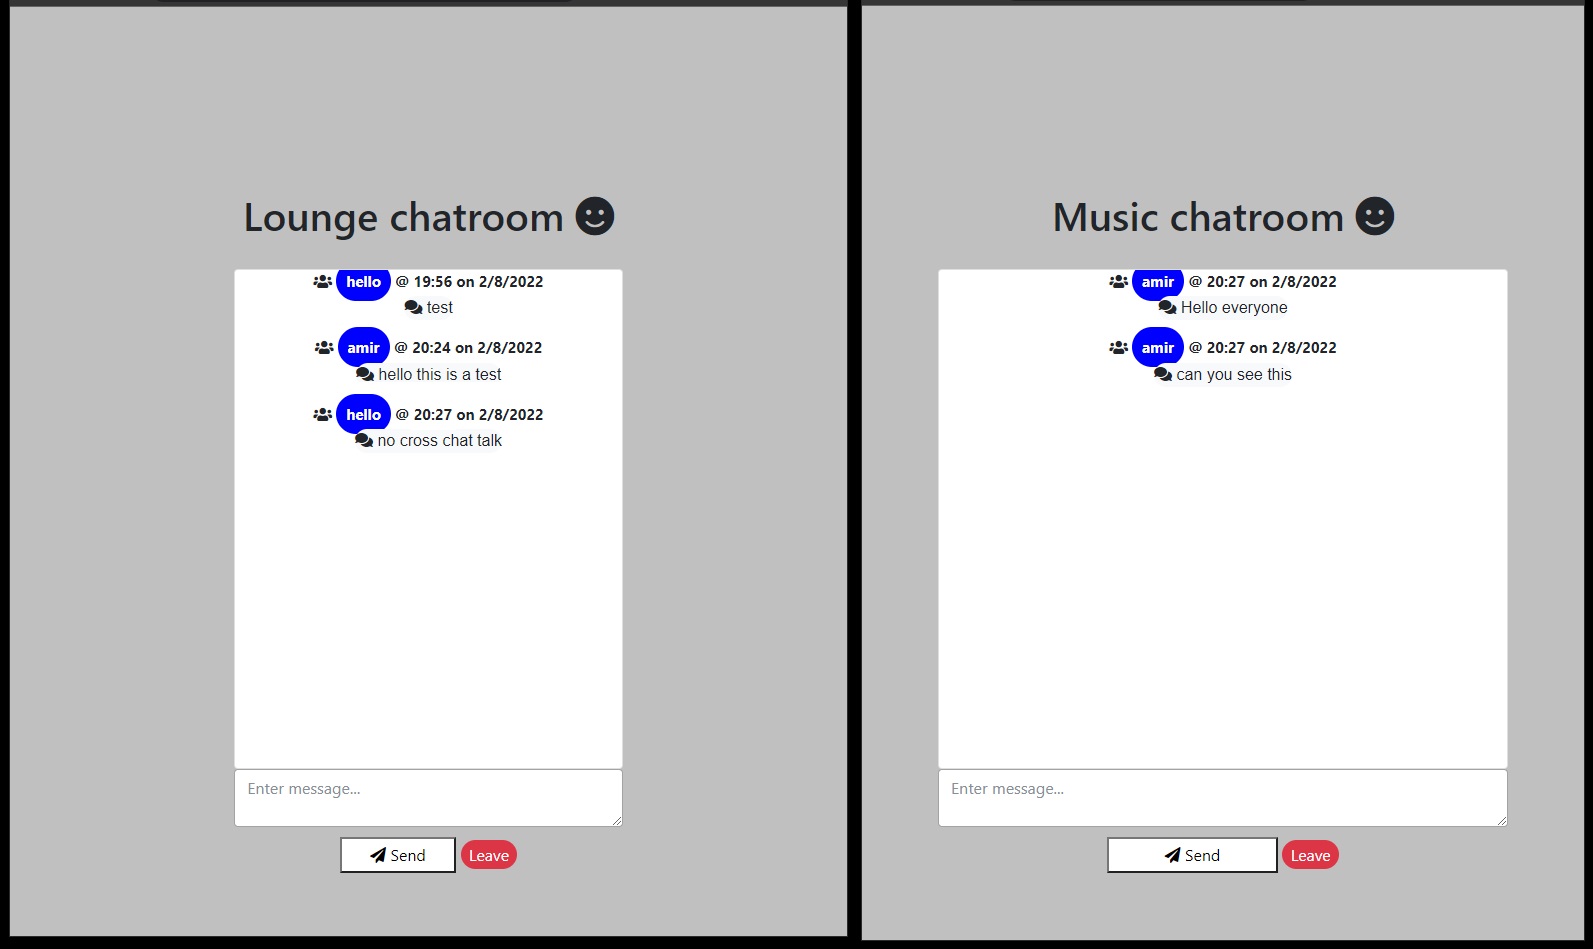 Lounge chatroom
hello @ 19:56 on 2/8/2022
test
amir @ 20:24 on 2/8/2022
hello this is a test
hello @ 20:27 on 2/8/2022
no cross chat talk
Enter message...
Send Leave
Music chatroom
amir @ 20:27 on 2/8/2022
Hello everyone
amir @ 20:27 on 2/8/2022
can you see this
Enter message...
Send Leave